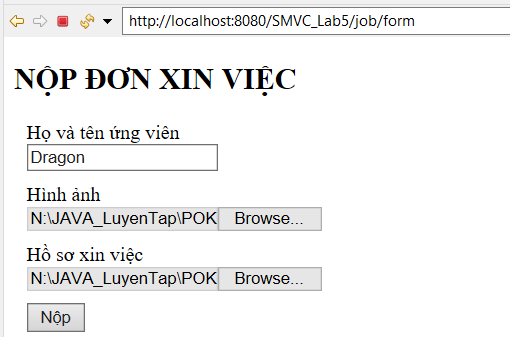 http://localhost:8080/SMVC_Lab5/job/form
NỘP ĐƠN XIN VIỆC
Họ và tên ứng viên
Dragon
Hình ảnh
N:\JAVA_LuyenTap\POK Browse...
Hồ sơ xin việc
N:\JAVA_LuyenTap\POK Browse...
Nộp